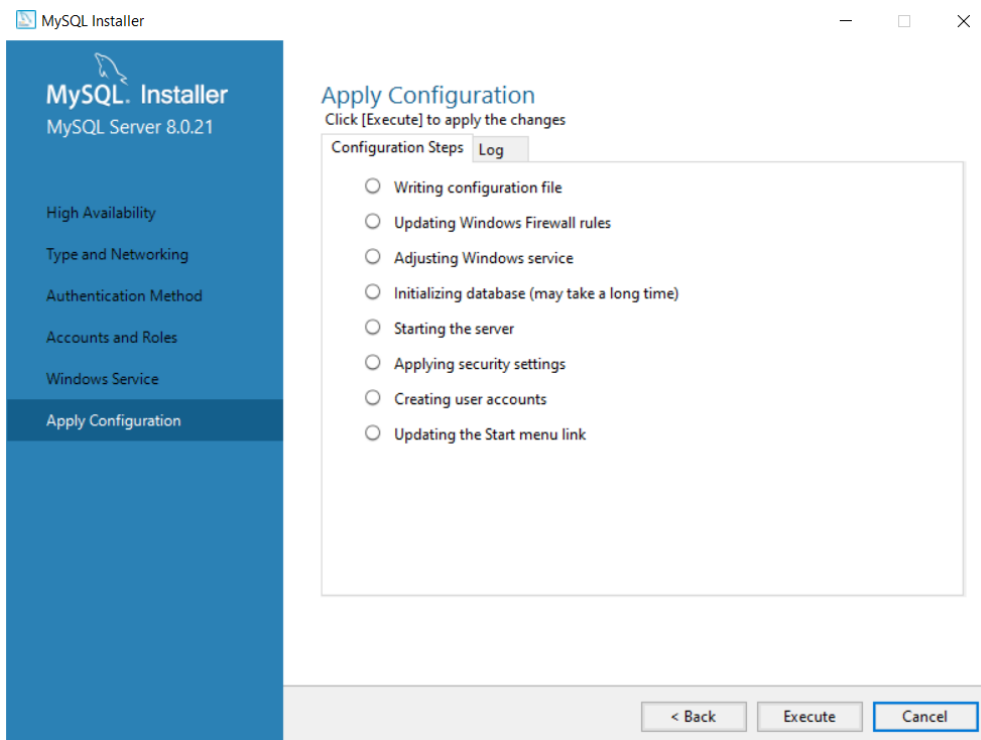 MySQL Installer
MySQL. Installer
MySQL Server 8.0.21
High Availability
Type and Networking
Authentication Method
Accounts and Roles
Windows Service
Apply Configuration
Apply Configuration
Click [Execute] to apply the changes
Configuration Steps Log
Writing configuration file
Updating Windows Firewall rules
Adjusting Windows service
Initializing database (may take a long time)
Starting the server
Applying security settings
Creating user accounts
Updating the Start menu link
< Back Execute Cancel